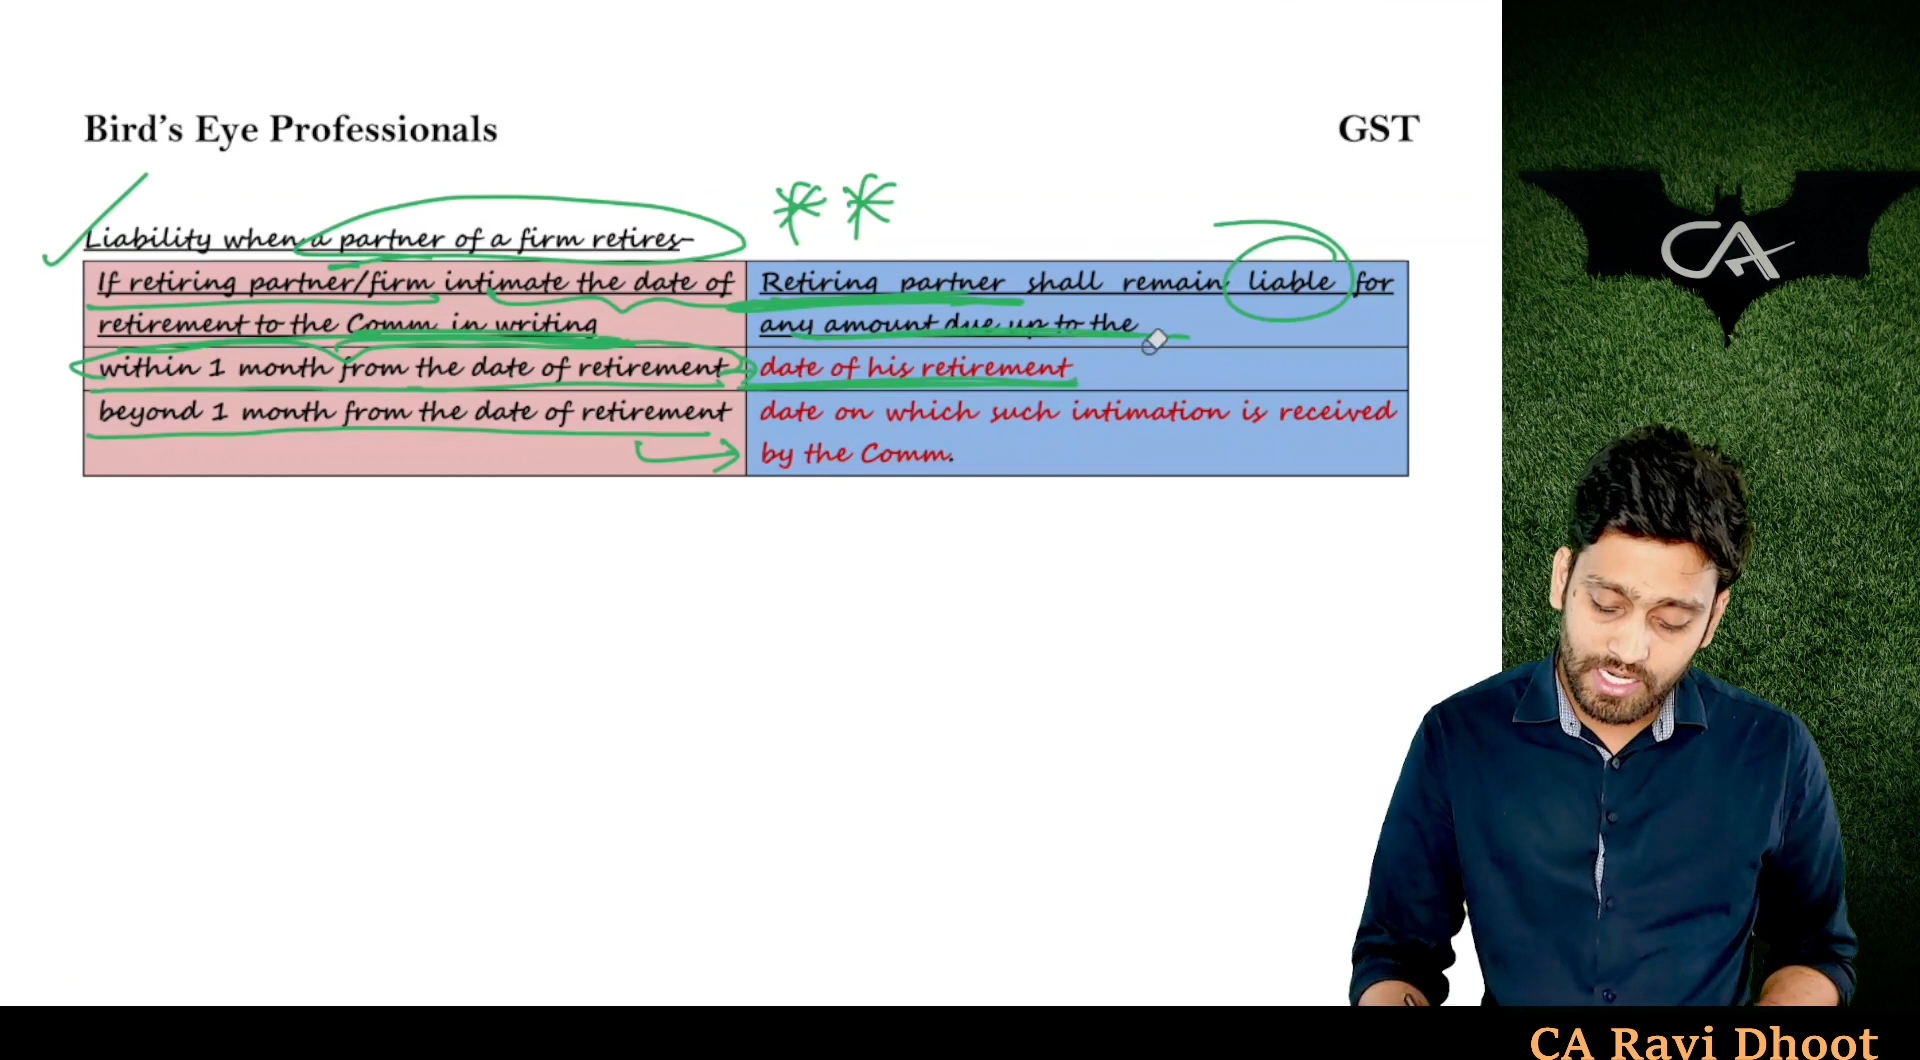 Bird's Eye Professionals
GST
Liability when a partner of a firm retires-
If retiring partner/firm intimate the date of
retirement to the Comm in writing
Retiring partner shall remain liable for
any amount due up to the
within 1 month from the date of retirement
date of his retirement
beyond 1 month from the date of retirement
date on which such intimation is received
by the Comm.
CA
CA Ravi Dhoot